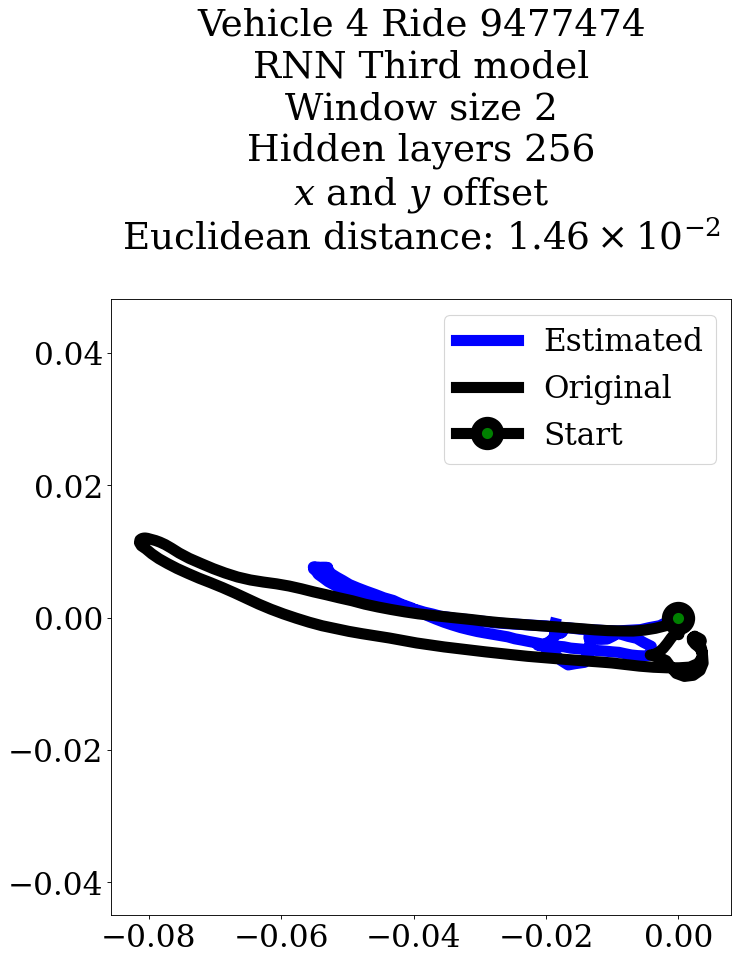 Vehicle 4 Ride 9477474
RNN Third model
Window size 2
Hidden layers 256
x and y offset
Euclidean distance: 1.46 × 10⁻²
Estimated
Original
Start
0.04
0.02
0.00
−0.02
−0.04
−0.08 −0.06 −0.04 −0.02 0.00